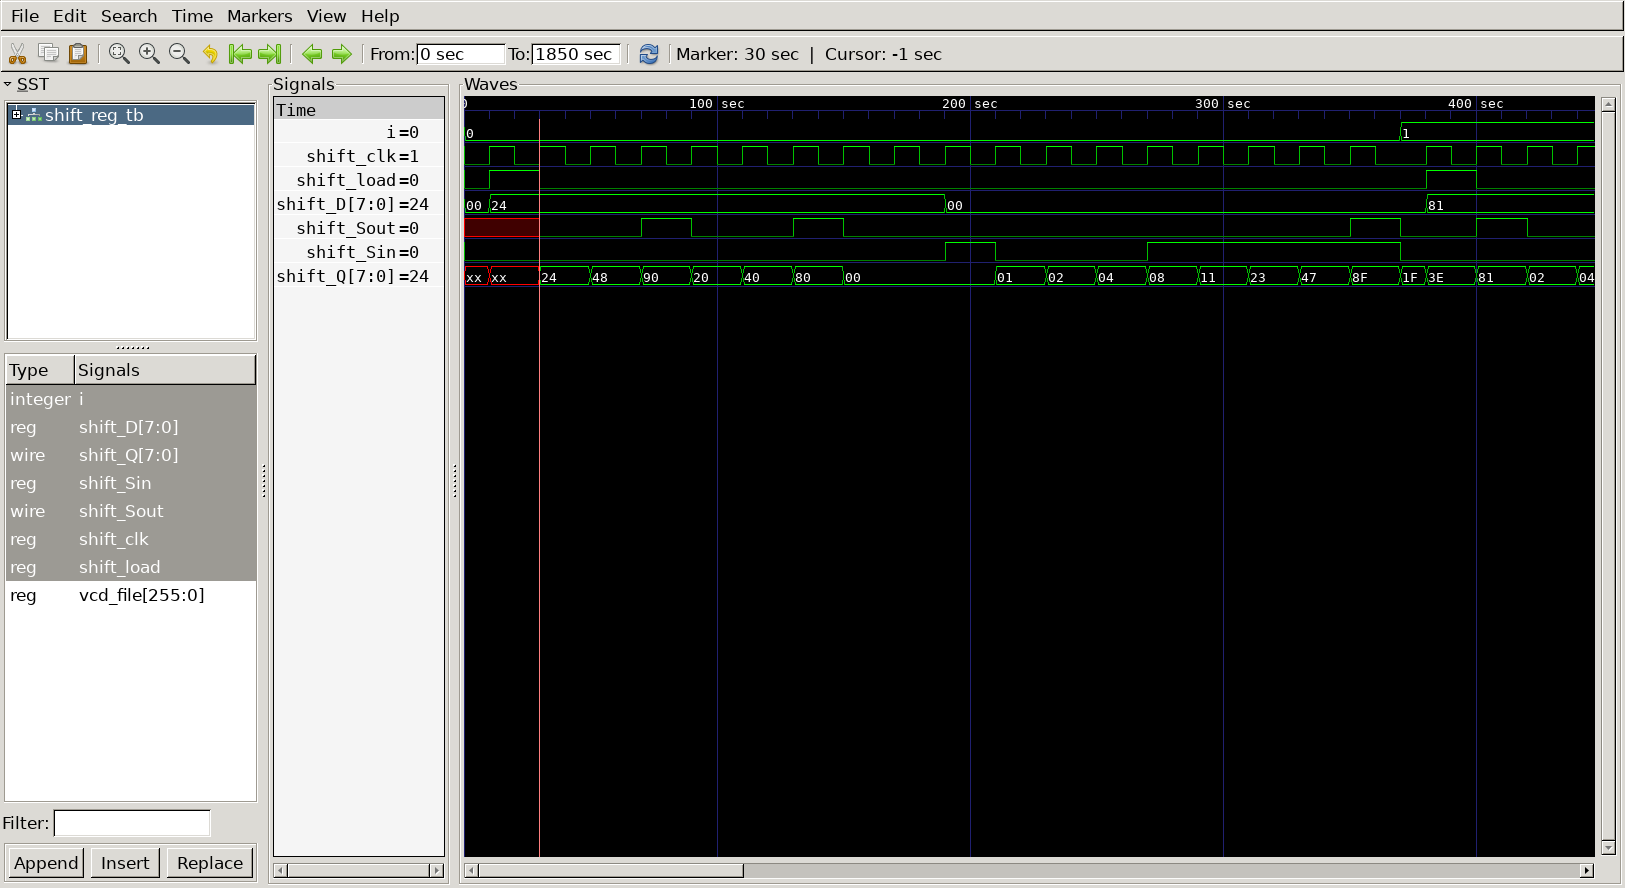 File Edit Search Time Markers View Help
From: 0 sec To: 1850 sec Marker: 30 sec | Cursor: -1 sec
SST
shift_reg_tb
Type Signals
integer i
reg shift_D[7:0]
wire shift_Q[7:0]
reg shift_Sin
wire shift_Sout
reg shift_clk
reg shift_load
reg vcd_file[255:0]
Filter:
Append Insert Replace
Signals
Time
i=0
shift_clk=1
shift_load=0
shift_D[7:0]=24
shift_Sout=0
shift_Sin=0
shift_Q[7:0]=24
Waves
0 100 sec 200 sec 300 sec 400 sec
0 1
00 24 00 81
xx xx 24 48 90 20 40 80 00 01 02 04 08 11 23 47 8F 1F 3E 81 02 04